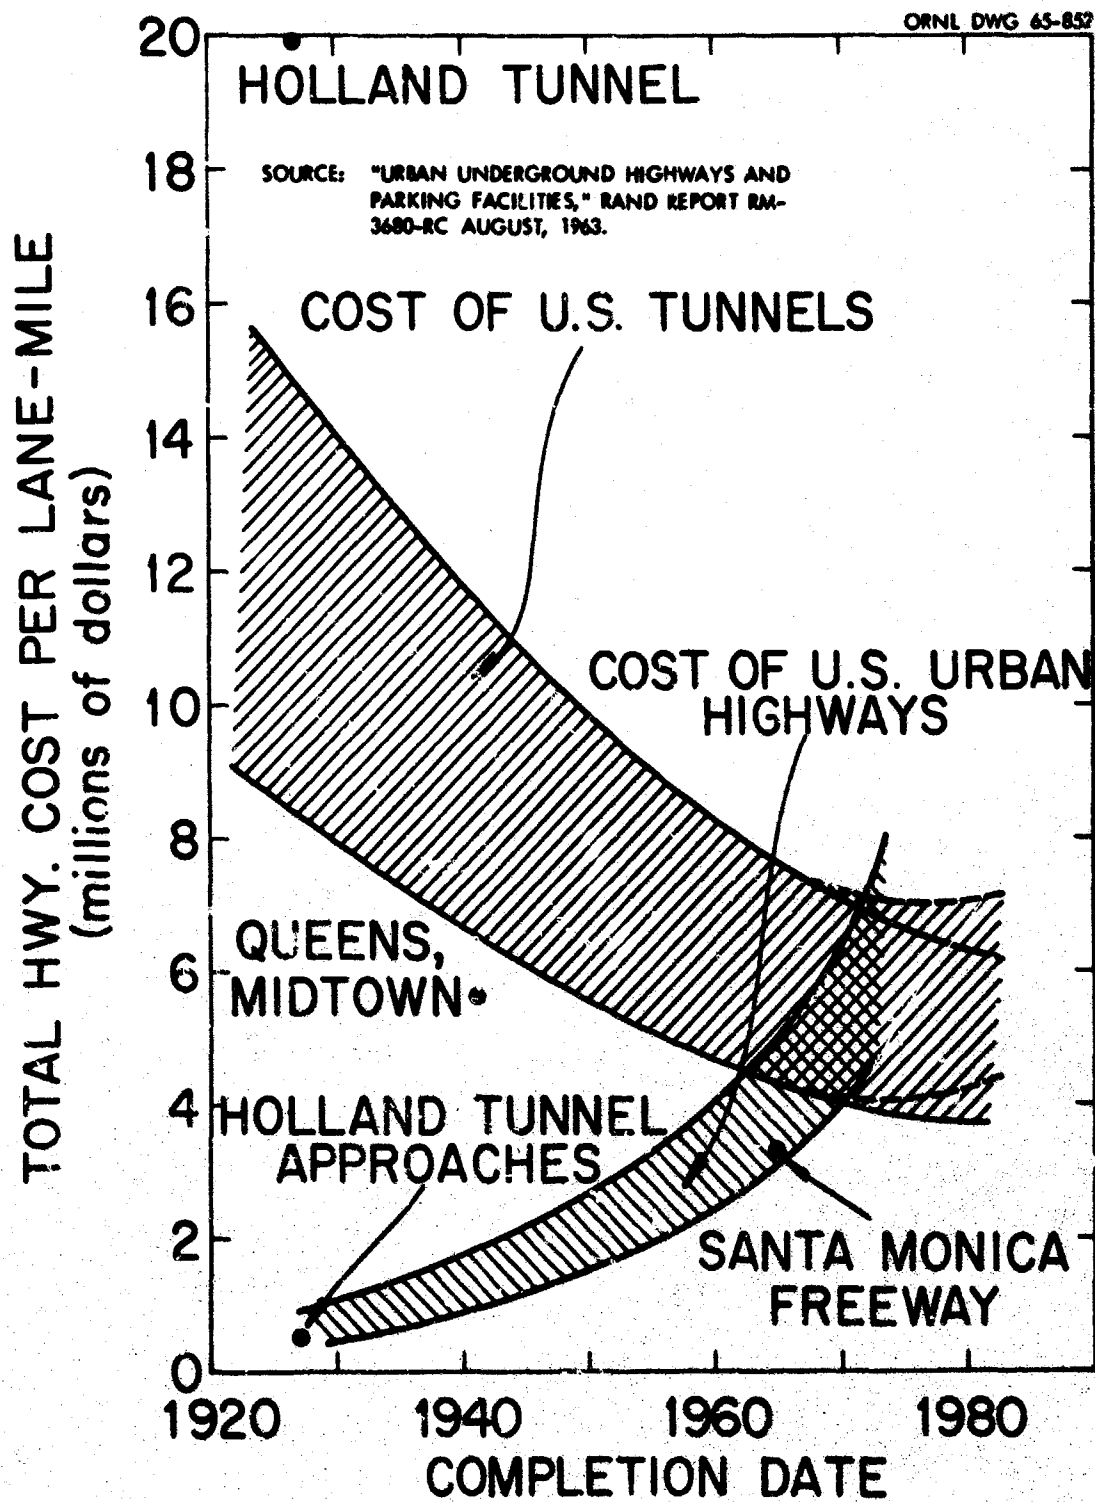 ORNL DWG 65-852
20
HOLLAND TUNNEL
18
SOURCE: "URBAN UNDERGROUND HIGHWAYS AND
PARKING FACILITIES," RAND REPORT RM-
3680-RC AUGUST, 1963.
16
COST OF U.S. TUNNELS
14
12
COST OF U.S. URBAN
HIGHWAYS
10
8
QUEENS,
MIDTOWN
6
4
HOLLAND TUNNEL
APPROACHES
2
SANTA MONICA
FREEWAY
0
1920 1940 1960 1980
COMPLETION DATE
TOTAL HWY. COST PER LANE-MILE
(millions of dollars)